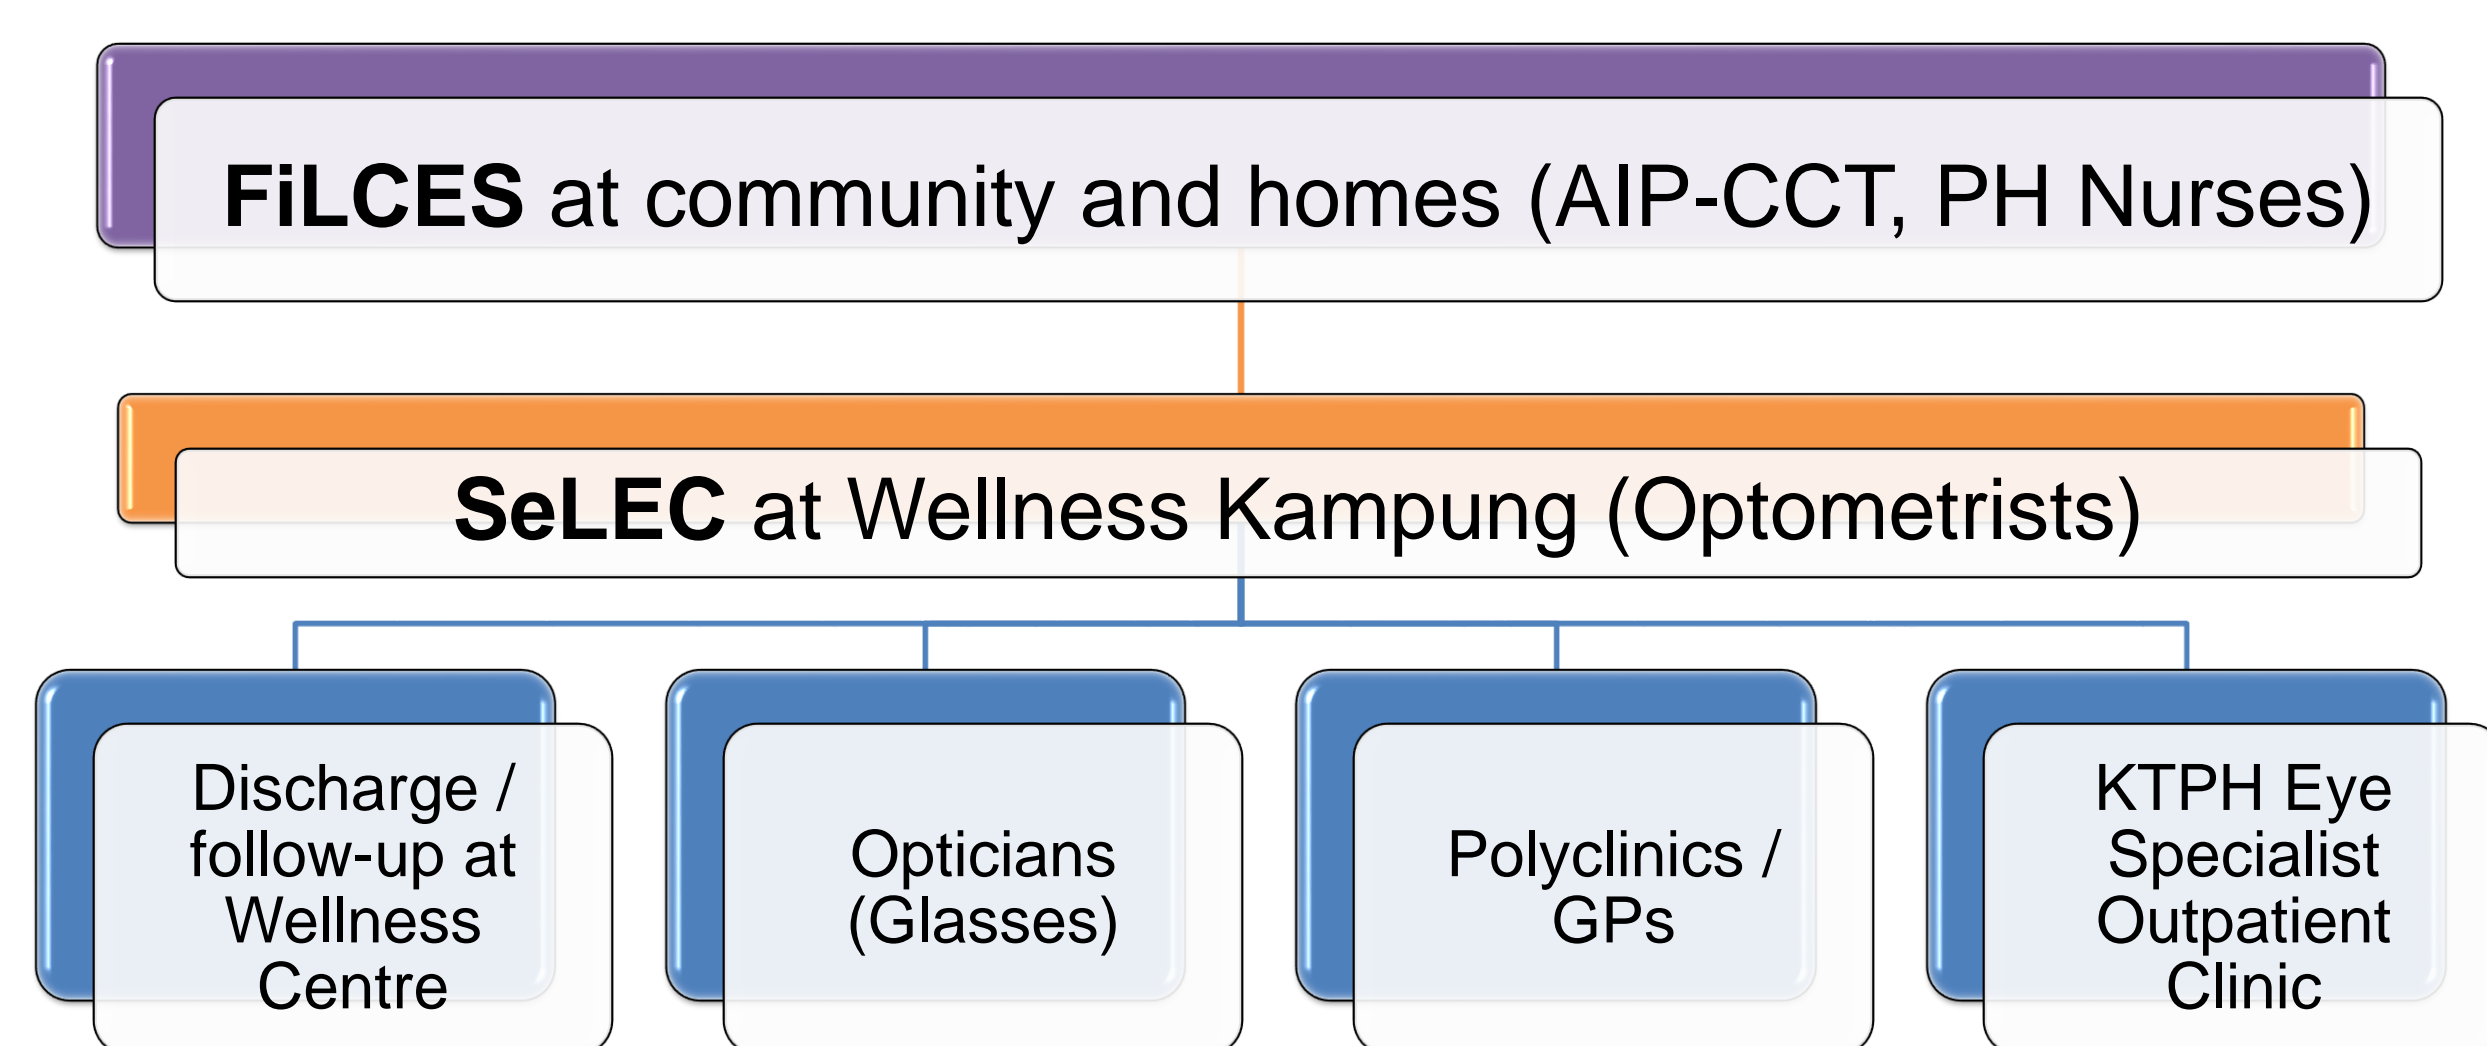 FiLCES at community and homes (AIP-CCT, PH Nurses)
SeLEC at Wellness Kampung (Optometrists)
Discharge /
follow-up at
Wellness
Centre
Opticians
(Glasses)
Polyclinics /
GPs
KTPH Eye
Specialist
Outpatient
Clinic